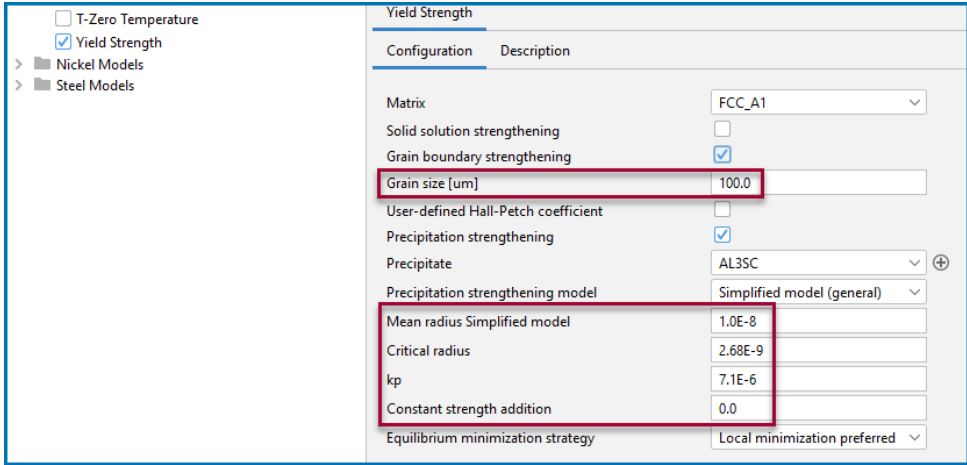 T-Zero Temperature
Yield Strength
Nickel Models
Steel Models
Yield Strength
Configuration Description
Matrix FCC_A1
Solid solution strengthening
Grain boundary strengthening
Grain size [um] 100.0
User-defined Hall-Petch coefficient
Precipitation strengthening
Precipitate AL3SC
Precipitation strengthening model Simplified model (general)
Mean radius Simplified model 1.0E-8
Critical radius 2.68E-9
kp 7.1E-6
Constant strength addition 0.0
Equilibrium minimization strategy Local minimization preferred